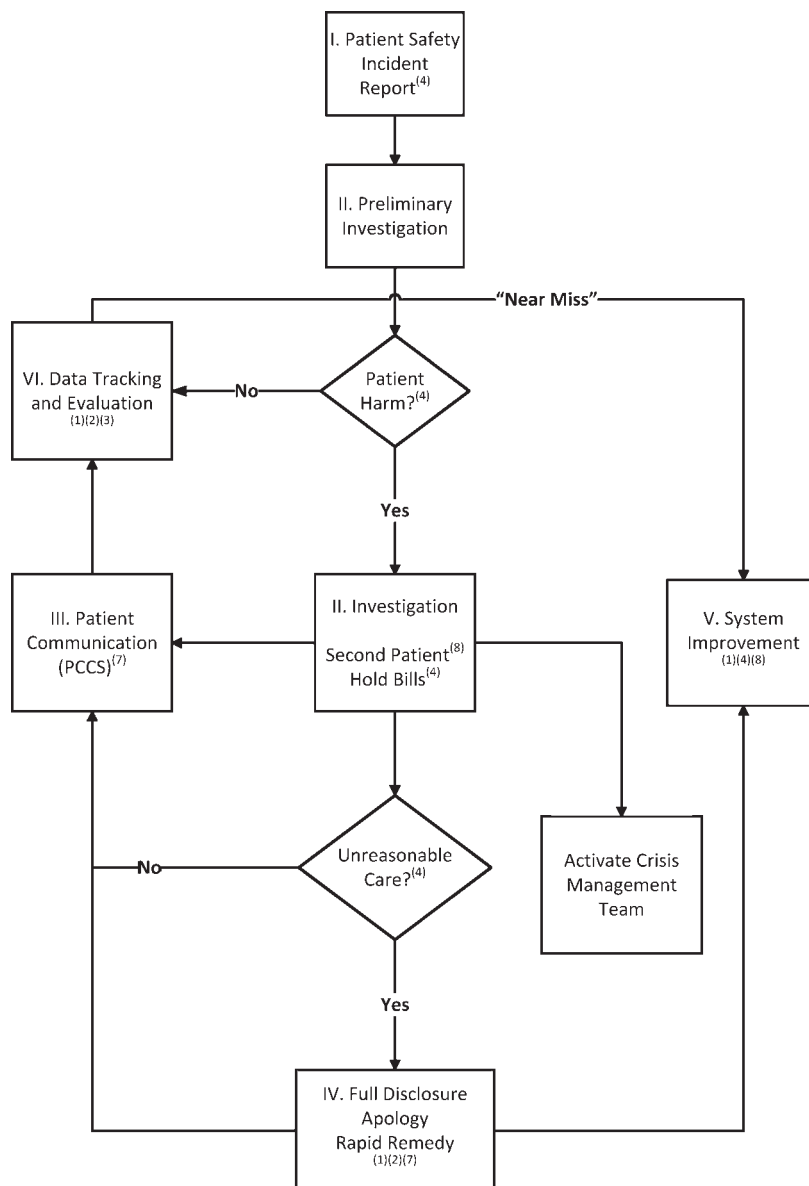 I. Patient Safety
Incident
Report(4)
II. Preliminary
Investigation
“Near Miss”
VI. Data Tracking
and Evaluation
(1)(2)(3)
No
Patient
Harm?(4)
Yes
III. Patient
Communication
(PCCS)(7)
II. Investigation
Second Patient(8)
Hold Bills(4)
V. System
Improvement
(1)(4)(8)
Unreasonable
Care?(4)
No
Activate Crisis
Management
Team
Yes
IV. Full Disclosure
Apology
Rapid Remedy
(1)(2)(7)